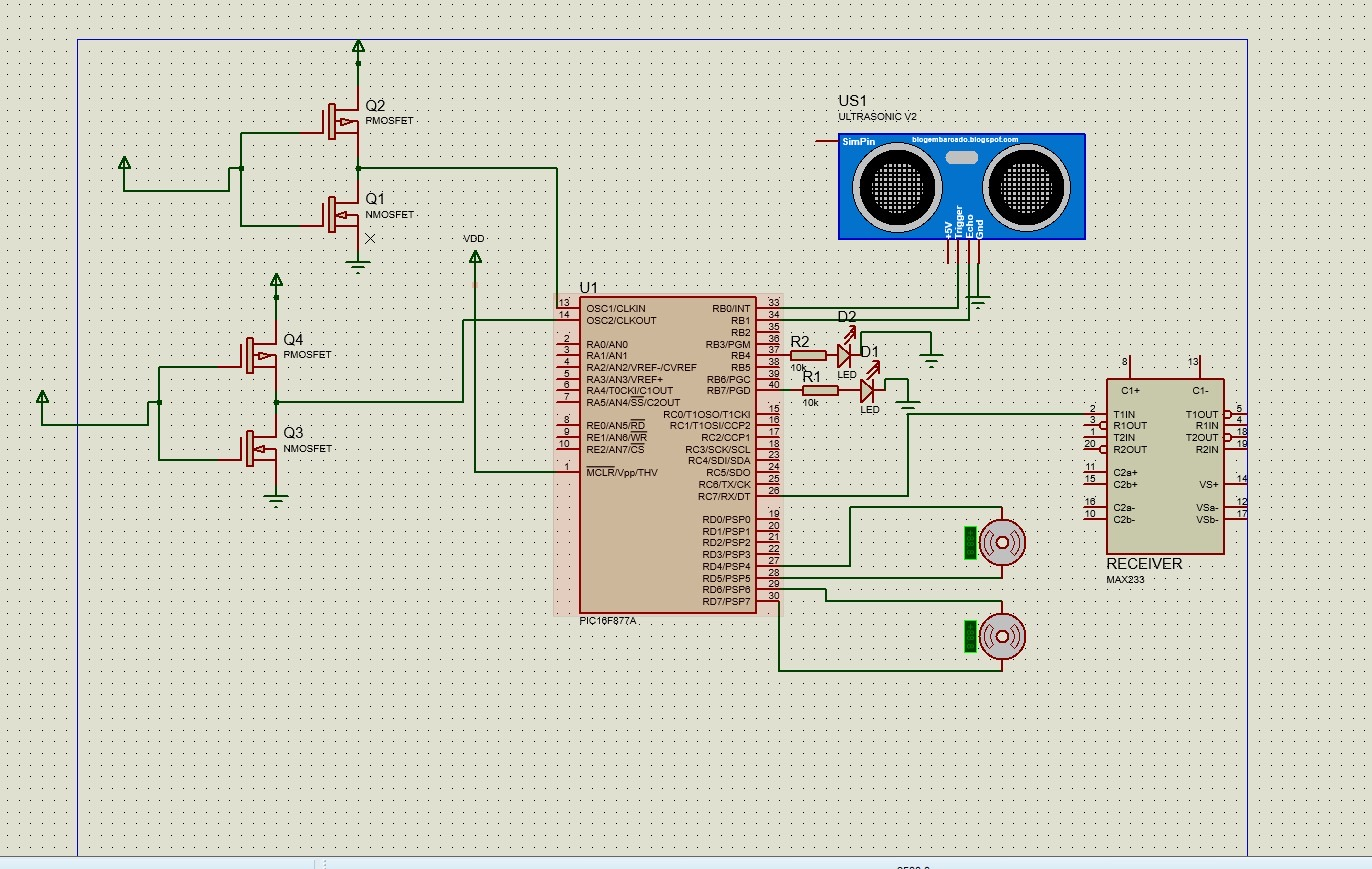 Q2
PMOSFET
Q1
NMOSFET
VDD
Q4
PMOSFET
Q3
NMOSFET
US1
ULTRASONIC V2
SimPin
blogembarcado.blogspot.com
+5V
Trigger
Echo
Gnd
U1
13 OSC1/CLKIN RB0/INT 33
14 OSC2/CLKOUT RB1 34
RB2 35
2 RA0/AN0 RB3/PGM 36
3 RA1/AN1 RB4 37
4 RA2/AN2/VREF-/CVREF RB5 38
5 RA3/AN3/VREF+ RB6/PGC 39
6 RA4/T0CKI/C1OUT RB7/PGD 40
7 RA5/AN4/SS/C2OUT
RC0/T1OSO/T1CKI 15
8 RE0/AN5/RD RC1/T1OSI/CCP2 16
9 RE1/AN6/WR RC2/CCP1 17
10 RE2/AN7/CS RC3/SCK/SCL 18
RC4/SDI/SDA 23
1 MCLR/Vpp/THV RC5/SDO 24
RC6/TX/CK 25
RC7/RX/DT 26
RD0/PSP0 19
RD1/PSP1 20
RD2/PSP2 21
RD3/PSP3 22
RD4/PSP4 27
RD5/PSP5 28
RD6/PSP6 29
RD7/PSP7 30
PIC16F877A
D2
R2
10k
LED
D1
R1
10k
LED
8 13
C1+ C1-
2 T1IN T1OUT 5
3 R1OUT R1IN 4
1 T2IN T2OUT 18
20 R2OUT R2IN 19
11 C2a+
15 C2b+ VS+ 14
16 C2a- VSa- 12
10 C2b- VSb- 17
RECEIVER
MAX233